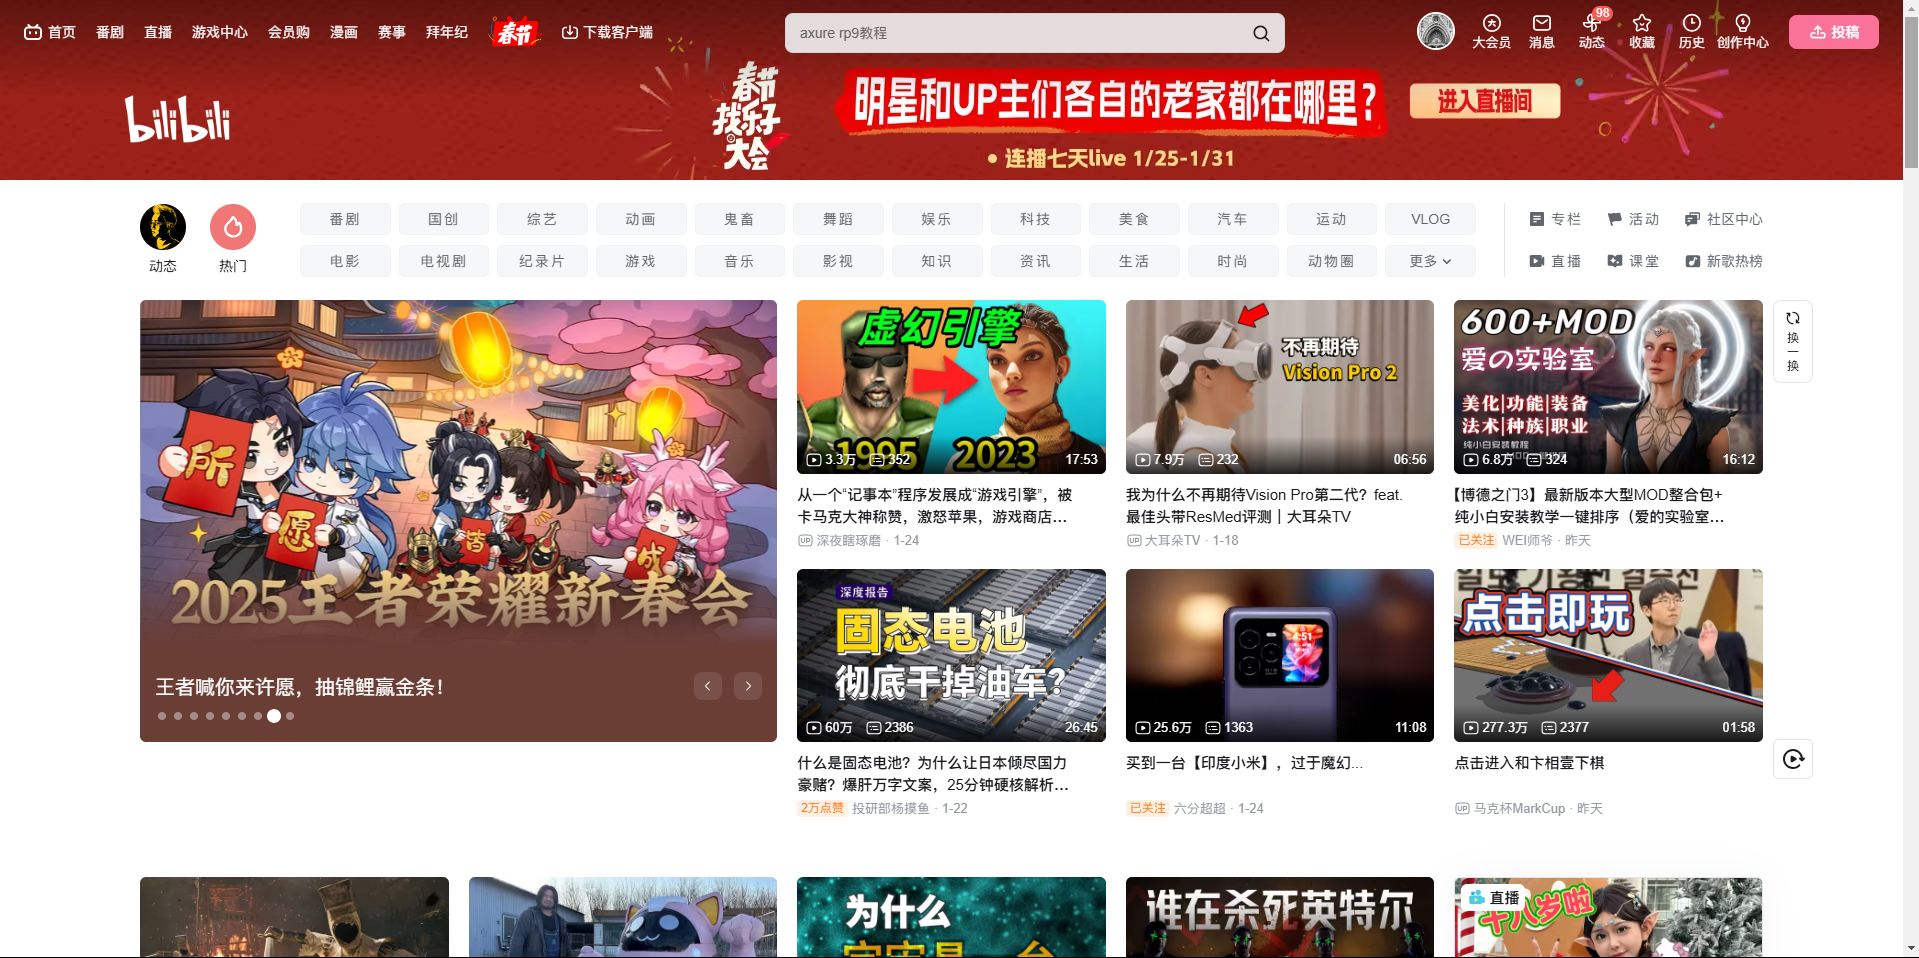 首页 番剧 直播 游戏中心 会员购 漫画 赛事 拜年纪 春节 下载客户端
axure rp9教程
大会员 消息 98 动态 收藏 历史 创作中心 投稿
bilibili
春节
找乐子
大会
明星和UP主们各自的老家都在哪里？
进入直播间
连播七天live 1/25-1/31
动态 热门
番剧 国创 综艺 动画 鬼畜 舞蹈 娱乐 科技 美食 汽车 运动 VLOG
专栏 活动 社区中心
电影 电视剧 纪录片 游戏 音乐 影视 知识 资讯 生活 时尚 动物圈 更多
直播 课堂 新歌热榜
所
愿
皆
成
2025王者荣耀新春会
王者喊你来许愿，抽锦鲤赢金条！
虚幻引擎
1995 2023
3.3万 352 17:53
从一个“记事本”程序发展成“游戏引擎”，被
卡马克大神称赞，激怒苹果，游戏商店...
UP 深夜瞎琢磨 · 1-24
不再期待
Vision Pro 2
7.9万 232 06:56
我为什么不再期待Vision Pro第二代？feat.
最佳头带ResMed评测｜大耳朵TV
UP 大耳朵TV · 1-18
600+MOD
爱の实验室
美化|功能|装备
法术|种族|职业
纯小白安装教程
6.8万 324 16:12
【博德之门3】最新版本大型MOD整合包+
纯小白安装教学一键排序（爱的实验室...
已关注 WEI师爷 · 昨天
换
一
换
深度报告
固态电池
彻底干掉油车？
60万 2386 26:45
什么是固态电池？为什么让日本倾尽国力
豪赌？爆肝万字文案，25分钟硬核解析...
2万点赞 投研部杨摸鱼 · 1-22
4:51
25.6万 1363 11:08
买到一台【印度小米】，过于魔幻...
已关注 六分超超 · 1-24
点击即玩
277.3万 2377 01:58
点击进入和卞相壹下棋
UP 马克杯MarkCup · 昨天
为什么
谁在杀死英特尔
直播
十八岁啦